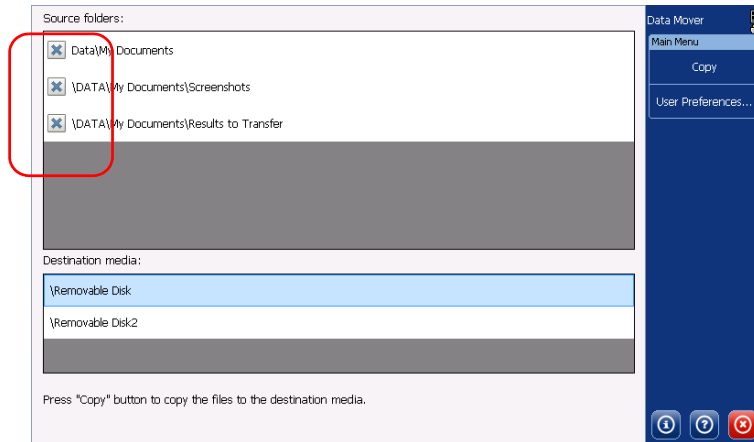 Source folders:
Data\My Documents
\DATA\My Documents\Screenshots
\DATA\My Documents\Results to Transfer
Destination media:
\Removable Disk
\Removable Disk2
Press "Copy" button to copy the files to the destination media.
Data Mover
Main Menu
Copy
User Preferences...